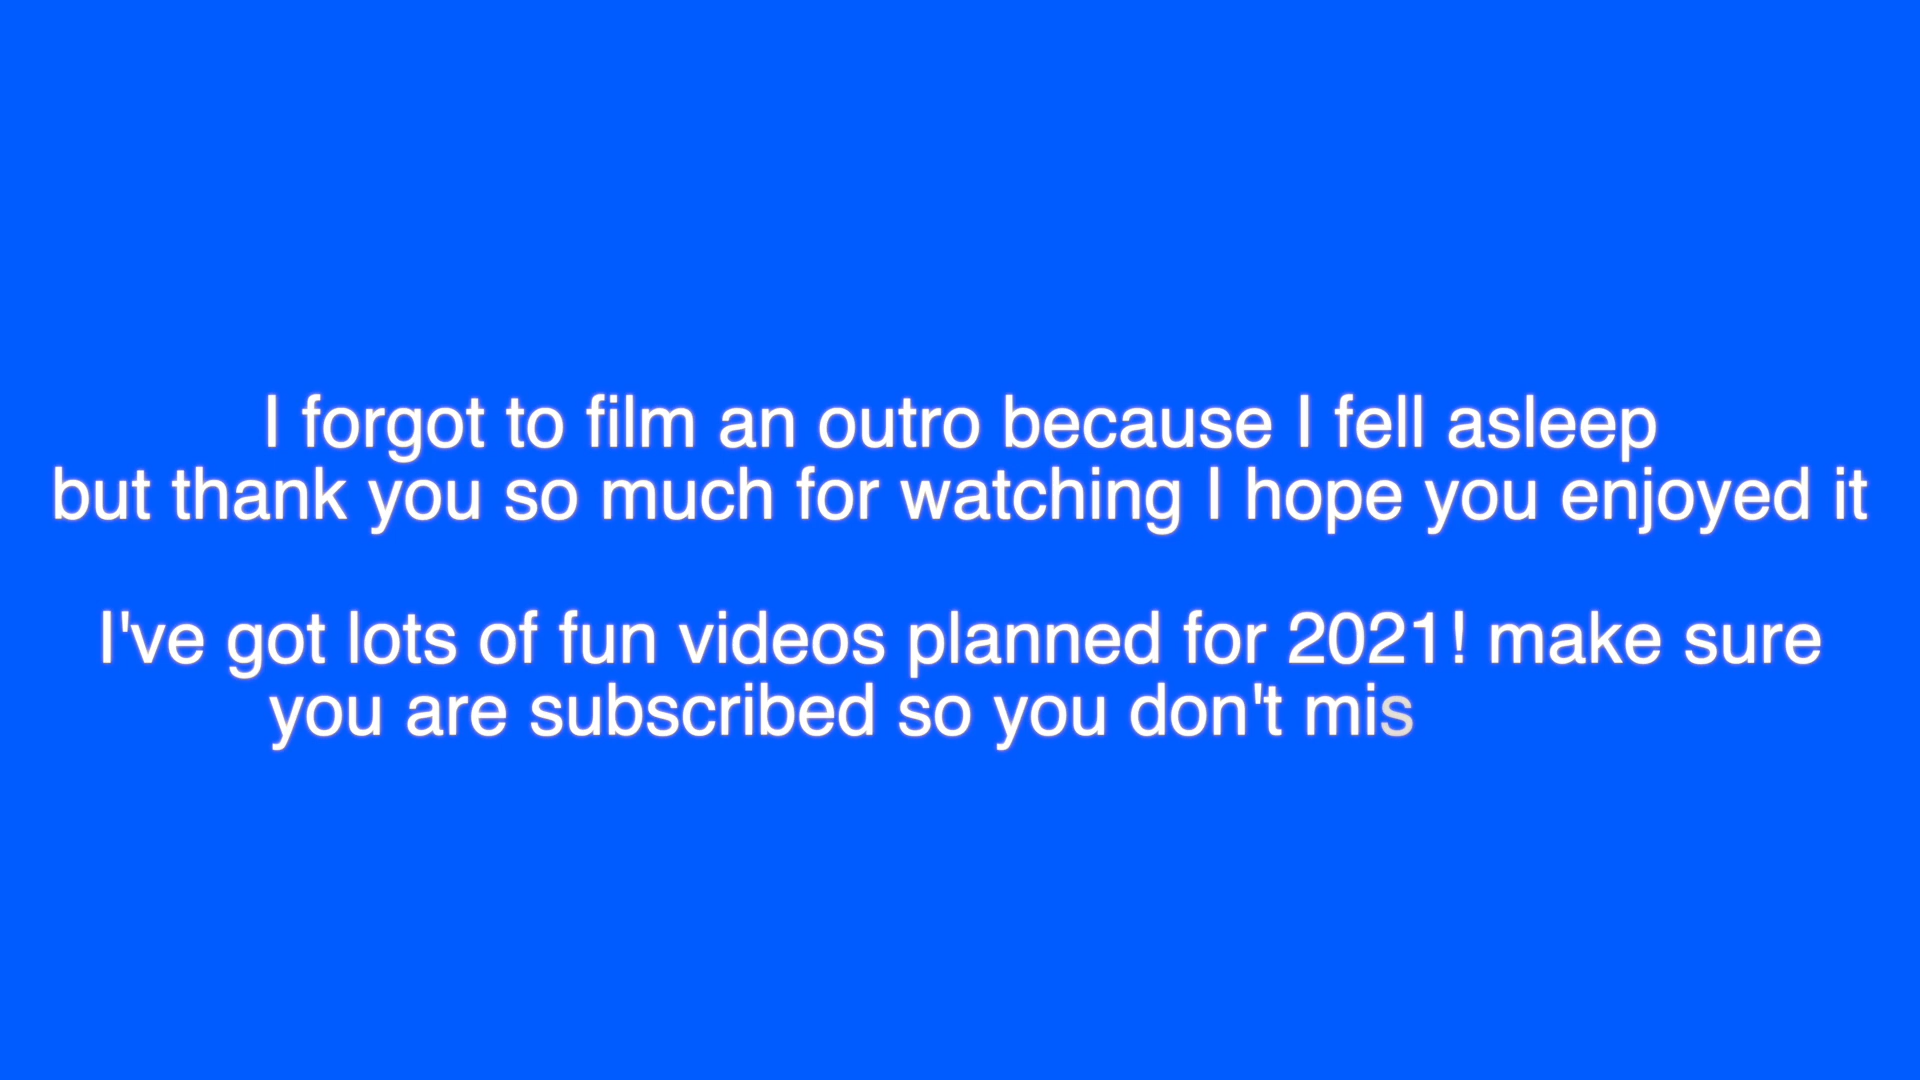 I forgot to film an outro because I fell asleep
but thank you so much for watching I hope you enjoyed it
I've got lots of fun videos planned for 2021! make sure
you are subscribed so you don't mis